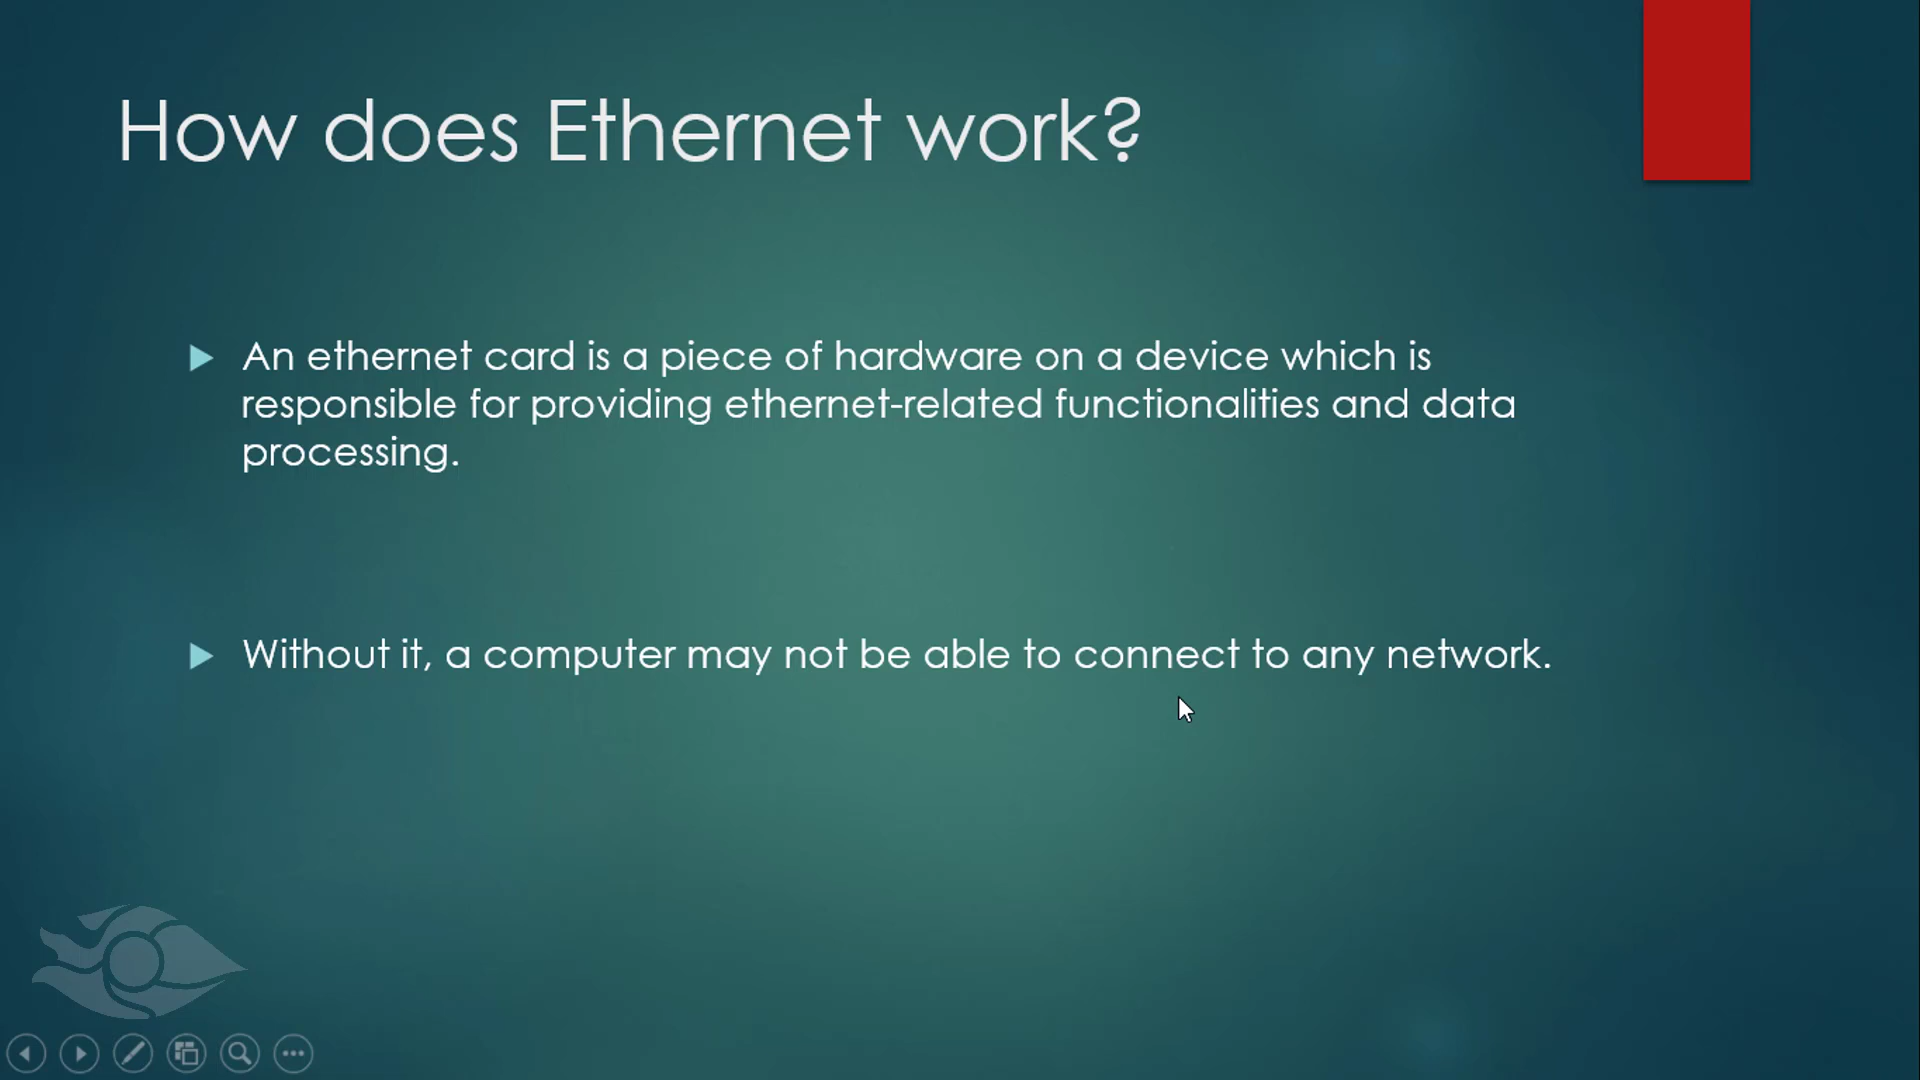 How does Ethernet work?
An ethernet card is a piece of hardware on a device which is
responsible for providing ethernet-related functionalities and data
processing.
Without it, a computer may not be able to connect to any network.